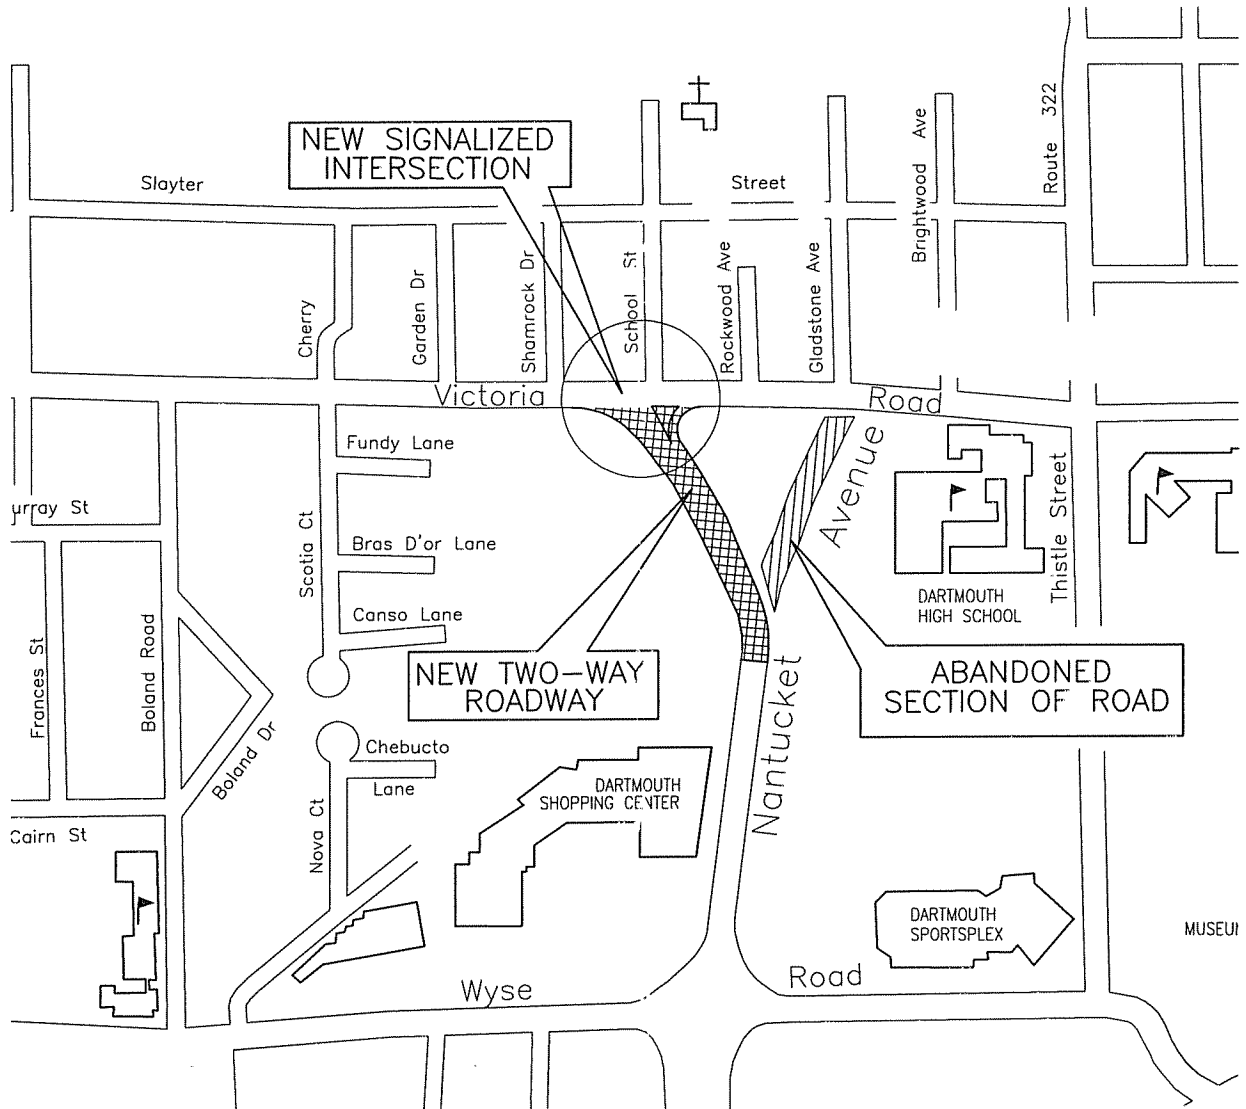 NEW SIGNALIZED
INTERSECTION
Slayter
Street
Route 322
Brightwood Ave
Cherry
Garden Dr
Shamrock Dr
School St
Rockwood Ave
Gladstone Ave
Victoria
Road
Fundy Lane
Avenue
Thistle Street
urray St
Scotia Ct
Bras D'or Lane
Canso Lane
DARTMOUTH
HIGH SCHOOL
Frances St
Boland Road
NEW TWO-WAY
ROADWAY
ABANDONED
SECTION OF ROAD
Boland Dr
Nantucket
Chebucto
Lane
DARTMOUTH
SHOPPING CENTER
Nova Ct
Cairn St
DARTMOUTH
SPORTSPLEX
MUSEU
Wyse
Road